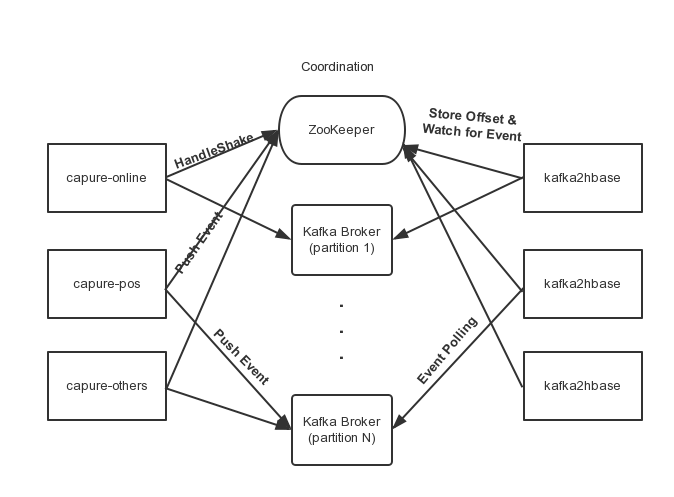 Coordination
ZooKeeper
Store Offset &
Watch for Event
HandleShake
capure-online
kafka2hbase
Kafka Broker
(partition 1)
Push Event
capure-pos
kafka2hbase
.
.
.
Push Event
Event Polling
capure-others
kafka2hbase
Kafka Broker
(partition N)